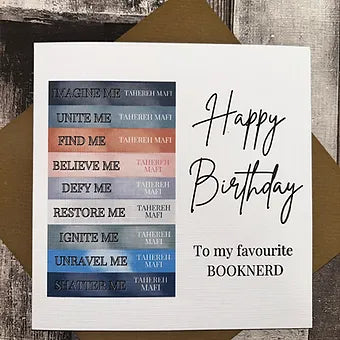 IMAGINE ME TAHEREH MAFI
UNITE ME TAHEREH MAFI
FIND ME TAHEREH MAFI
BELIEVE ME TAHEREH
MAFI
DEFY ME TAHEREH
MAFI
RESTORE ME TAHEREH
MAFI
IGNITE ME TAHEREH
MAFI
UNRAVEL ME TAHEREH
MAFI
SHATTER ME TAHEREH
MAFI
Happy
Birthday
To my favourite
BOOKNERD